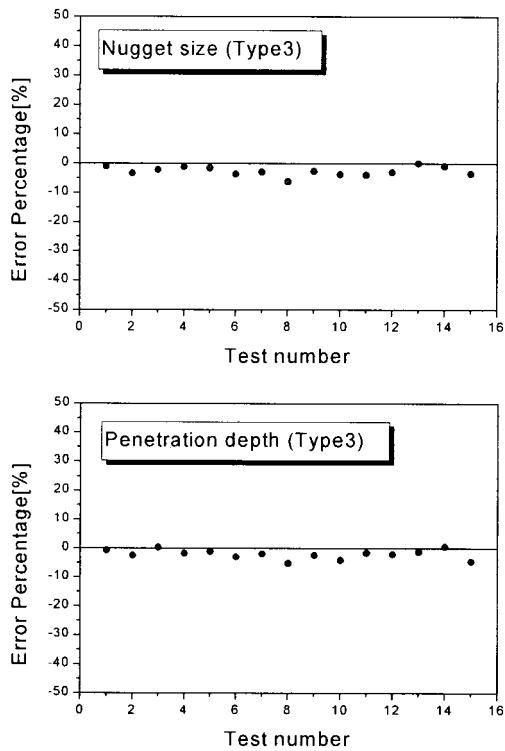 50
40
30
20
10
0
-10
-20
-30
-40
-50
Error Percentage[%]
Nugget size (Type3)
0 2 4 6 8 10 12 14 16
Test number
50
40
30
20
10
0
-10
-20
-30
-40
-50
Error Percentage[%]
Penetration depth (Type3)
0 2 4 6 8 10 12 14 16
Test number